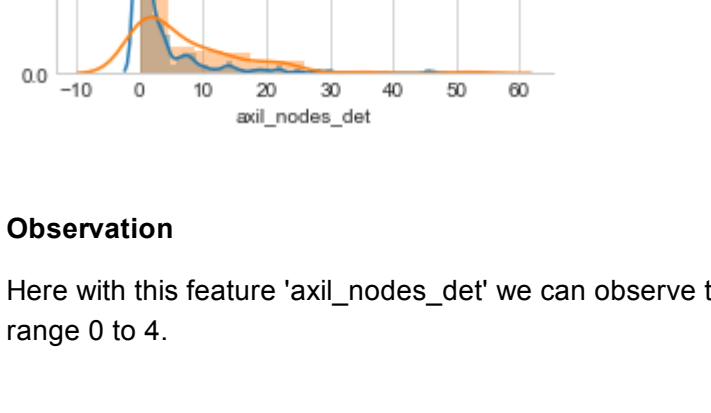 0.0
−10 0 10 20 30 40 50 60
axil_nodes_det
Observation
Here with this feature 'axil_nodes_det' we can observe t
range 0 to 4.